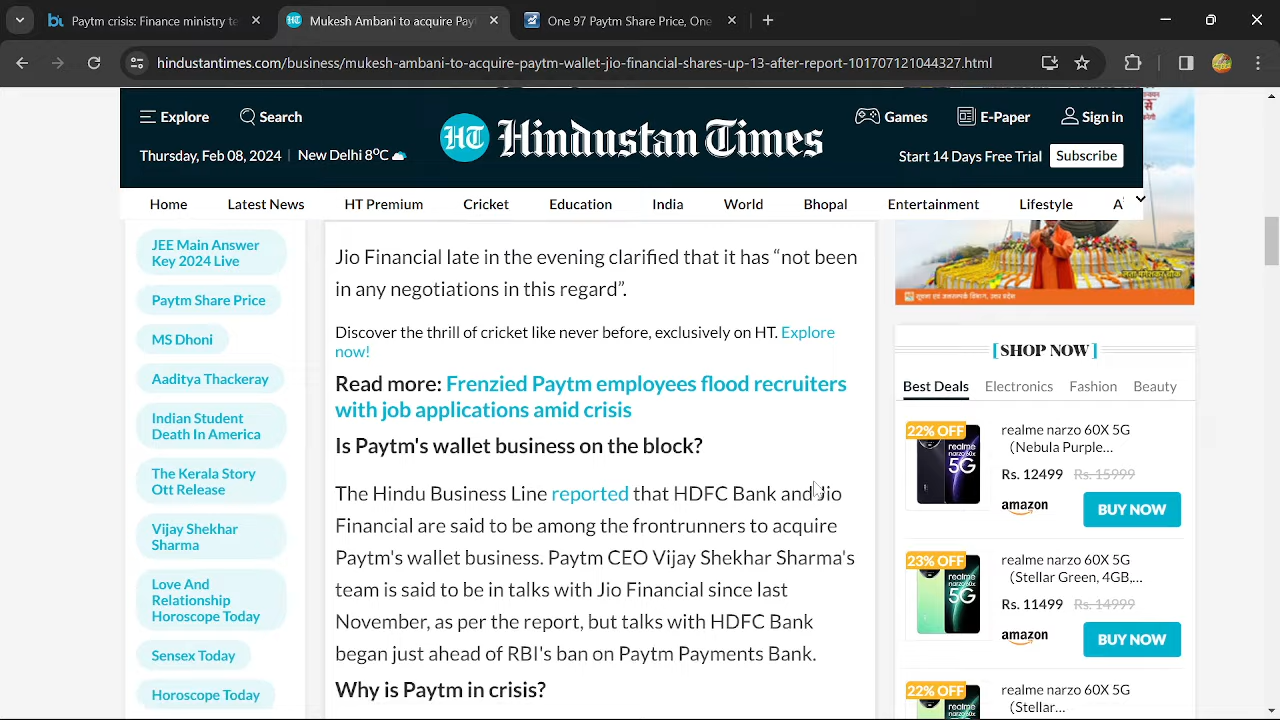 Paytm crisis: Finance Ministry re
Mukesh Ambani to acquire Pay
One 97 Paytm Share Price, One
hindustantimes.com/business/mukesh-ambani-to-acquire-paytm-wallet-jio-financial-shares-up-13-after-report-101707121044327.html
Explore
Search
HT
Hindustan Times
Games
E-Paper
Sign in
Thursday, Feb 08, 2024
New Delhi 8⁰C
Start 14 Days Free Trial
Subscribe
Home
Latest News
HT Premium
Cricket
Education
India
World
Bhopal
Entertainment
Lifestyle
JEE Main Answer
Key 2024 Live
Paytm Share Price
MS Dhoni
Aaditya Thackeray
Indian Student
Death In America
The Kerala Story
Ott Release
Vijay Shekhar
Sharma
Love And
Relationship
Horoscope Today
Sensex Today
Horoscope Today
Jio Financial late in the evening clarified that it has “not been
in any negotiations in this regard”.
Discover the thrill of cricket like never before, exclusively on HT. Explore
now!
Read more: Frenzied Paytm employees flood recruiters
with job applications amid crisis
Is Paytm's wallet business on the block?
The Hindu Business Line reported that HDFC Bank and Jio
Financial are said to be among the frontrunners to acquire
Paytm's wallet business. Paytm CEO Vijay Shekhar Sharma's
team is said to be in talks with Jio Financial since last
November, as per the report, but talks with HDFC Bank
began just ahead of RBI's ban on Paytm Payments Bank.
Why is Paytm in crisis?
से
[SHOP NOW]
Best Deals
Electronics
Fashion
Beauty
22% OFF
realme narzo 60X 5G
(Nebula Purple...
Rs. 12499 Rs. 15999
amazon
BUY NOW
23% OFF
realme narzo 60X 5G
(Stellar Green, 4GB,...
Rs. 11499 Rs. 14999
amazon
BUY NOW
22% OFF
realme narzo 60X 5G
(Stellar...